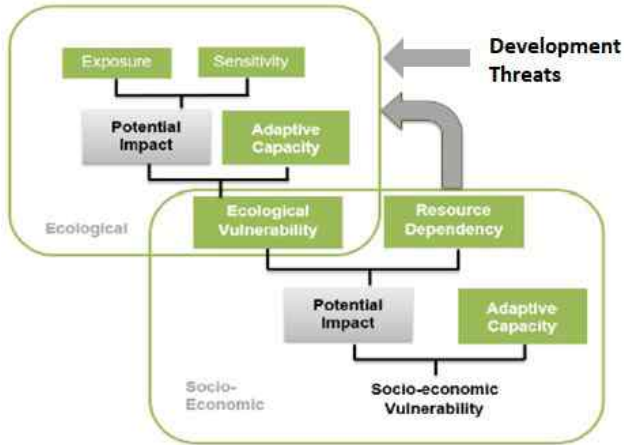 Exposure
Sensitivity
Development
Threats
Potential
Impact
Adaptive
Capacity
Ecological
Ecological
Vulnerability
Resource
Dependency
Potential
Impact
Adaptive
Capacity
Socio-
Economic
Socio-economic
Vulnerability